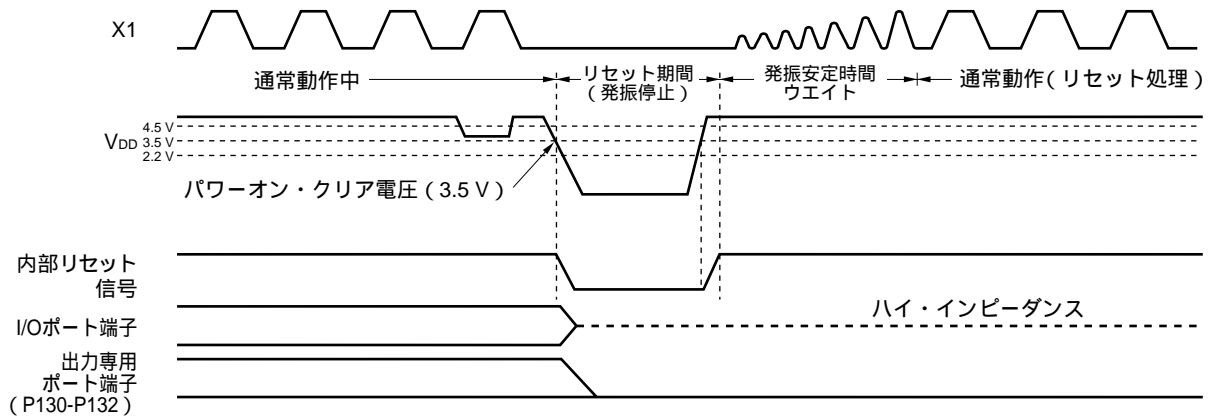 X1
通常動作中
リセット期間
（発振停止）
発振安定時間
ウエイト
通常動作（リセット処理）
4.5 V
VDD 3.5 V
2.2 V
パワーオン・クリア電圧（3.5 V）
内部リセット
信号
ハイ・インピーダンス
I/Oポート端子
出力専用
ポート端子
（P130-P132）